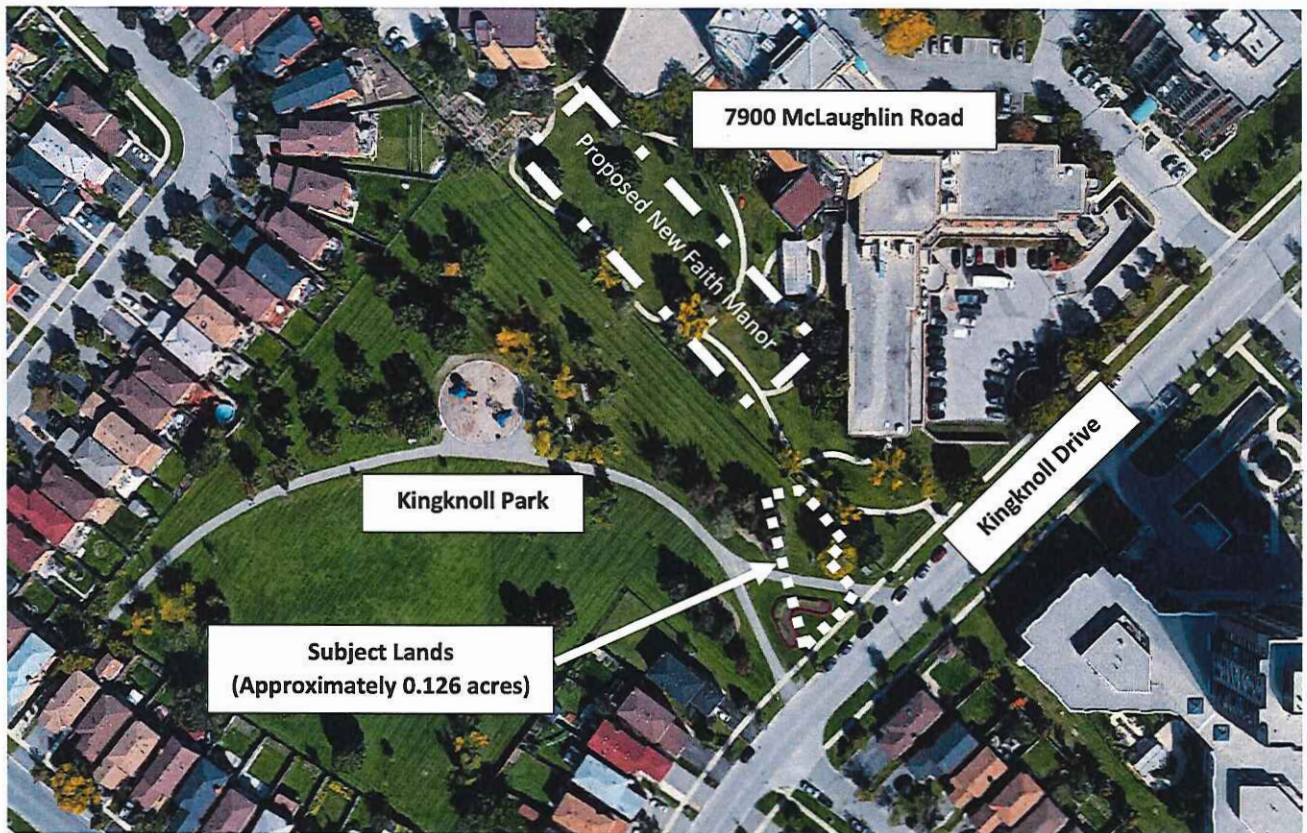 7900 McLaughlin Road
Proposed New Faith Manor
Kingknoll Drive
Kingknoll Park
Subject Lands
(Approximately 0.126 acres)